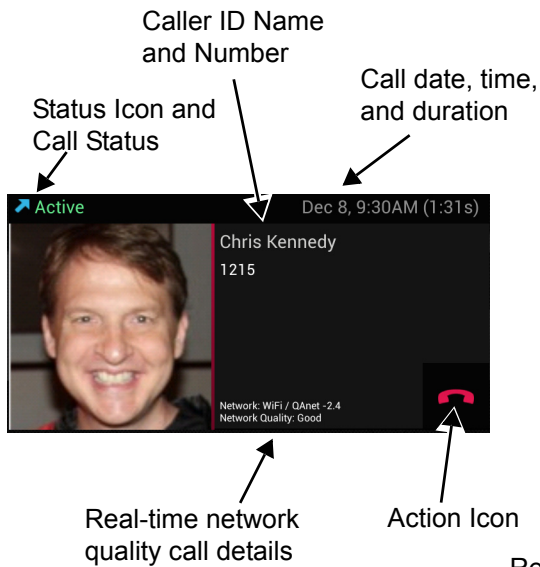 Caller ID Name
and Number
Call date, time,
and duration
Status Icon and
Call Status
Active
Dec 8, 9:30AM (1:31s)
Chris Kennedy
1215
Network: WiFi / QAnet -2.4
Network Quality: Good
Real-time network
quality call details
Action Icon